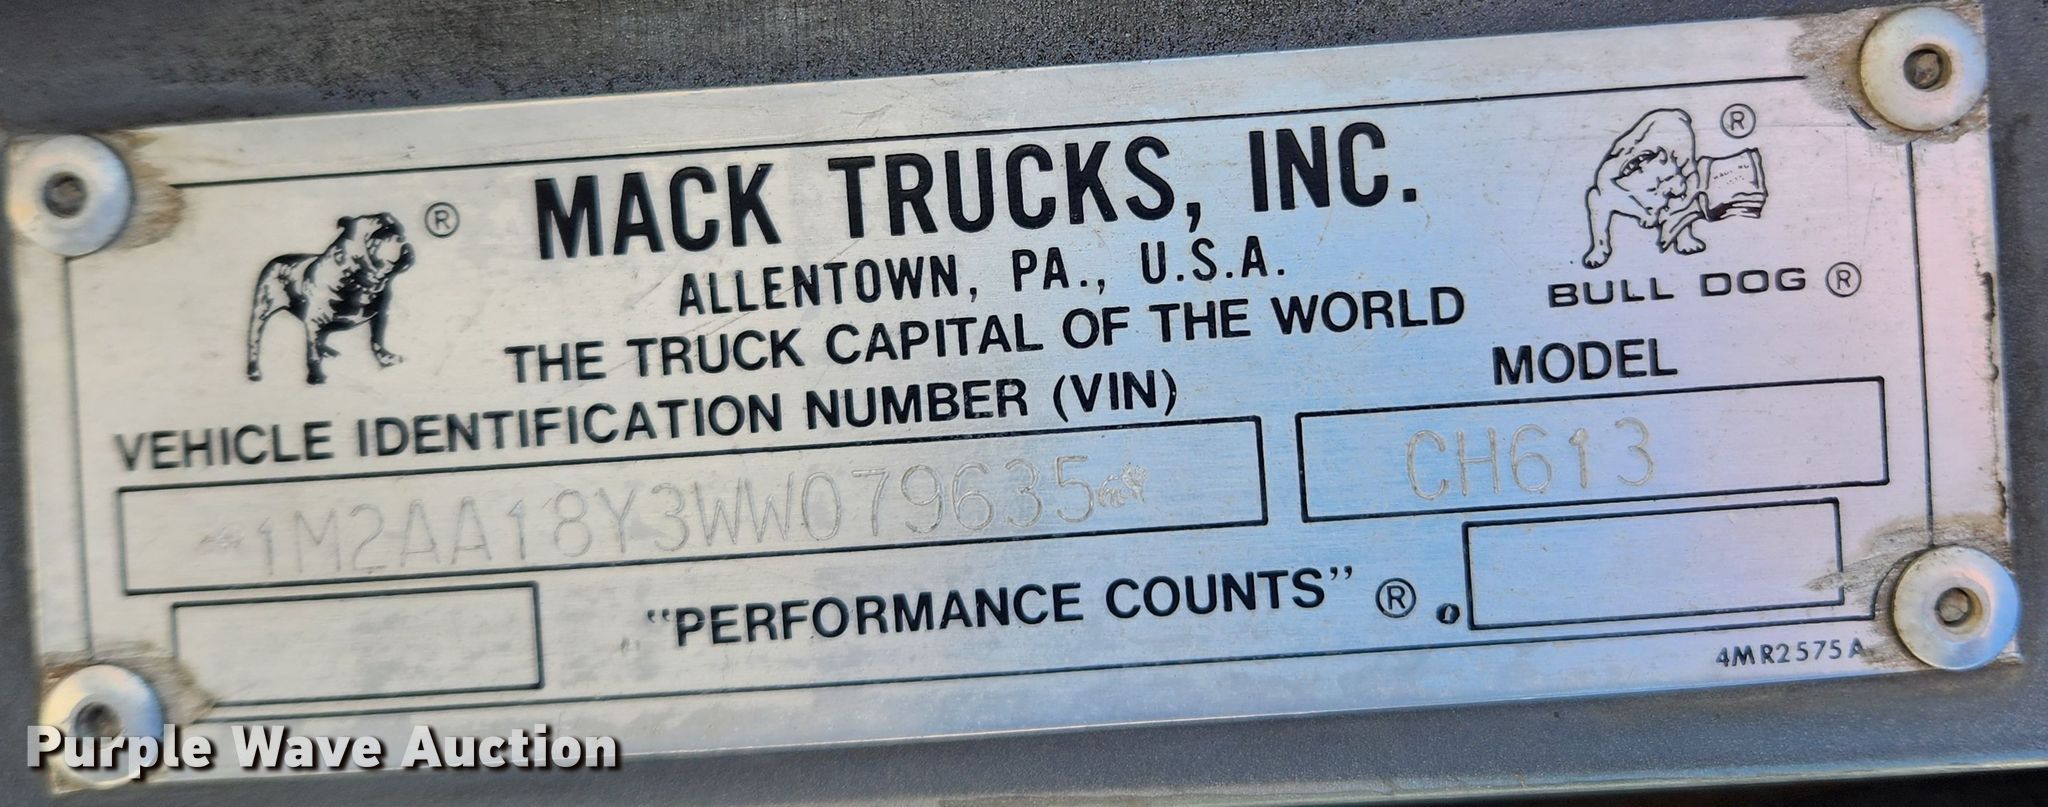 MACK TRUCKS, INC.
ALLENTOWN, PA., U.S.A.
THE TRUCK CAPITAL OF THE WORLD
® ®
BULL DOG ®
VEHICLE IDENTIFICATION NUMBER (VIN)
MODEL
1M2AA18Y3WW079635
CH613
"PERFORMANCE COUNTS" ®
4MR2575A
Purple Wave Auction